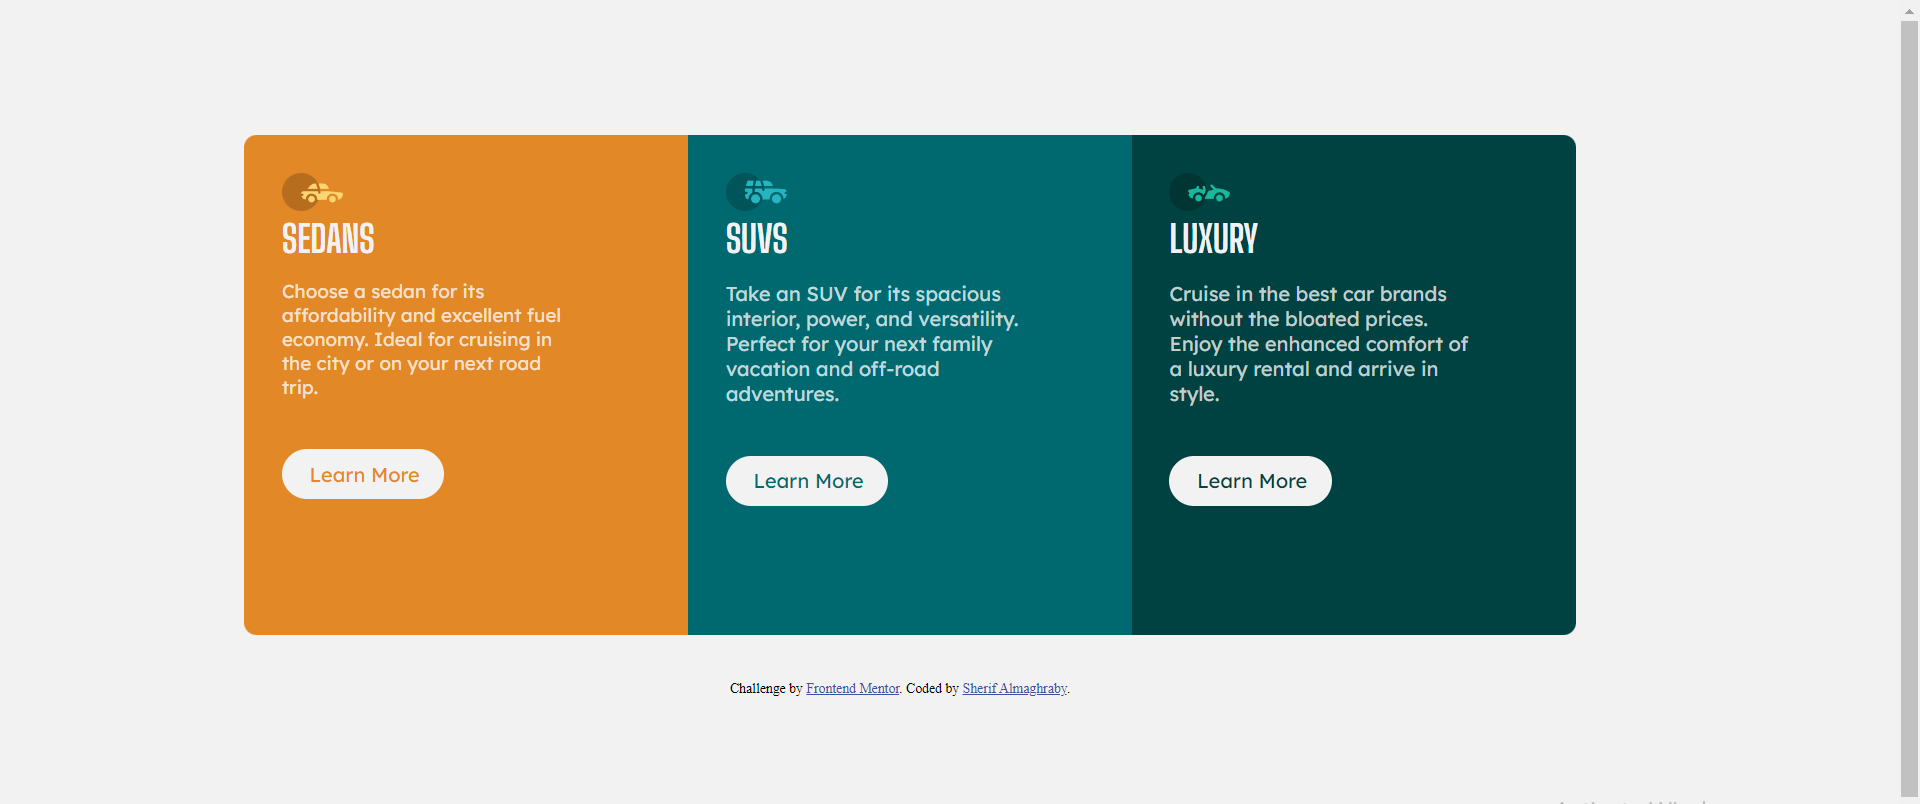 SEDANS
Choose a sedan for its
affordability and excellent fuel
economy. Ideal for cruising in
the city or on your next road
trip.
Learn More
SUVS
Take an SUV for its spacious
interior, power, and versatility.
Perfect for your next family
vacation and off-road
adventures.
Learn More
LUXURY
Cruise in the best car brands
without the bloated prices.
Enjoy the enhanced comfort of
a luxury rental and arrive in
style.
Learn More
Challenge by Frontend Mentor. Coded by Sherif Almaghraby.